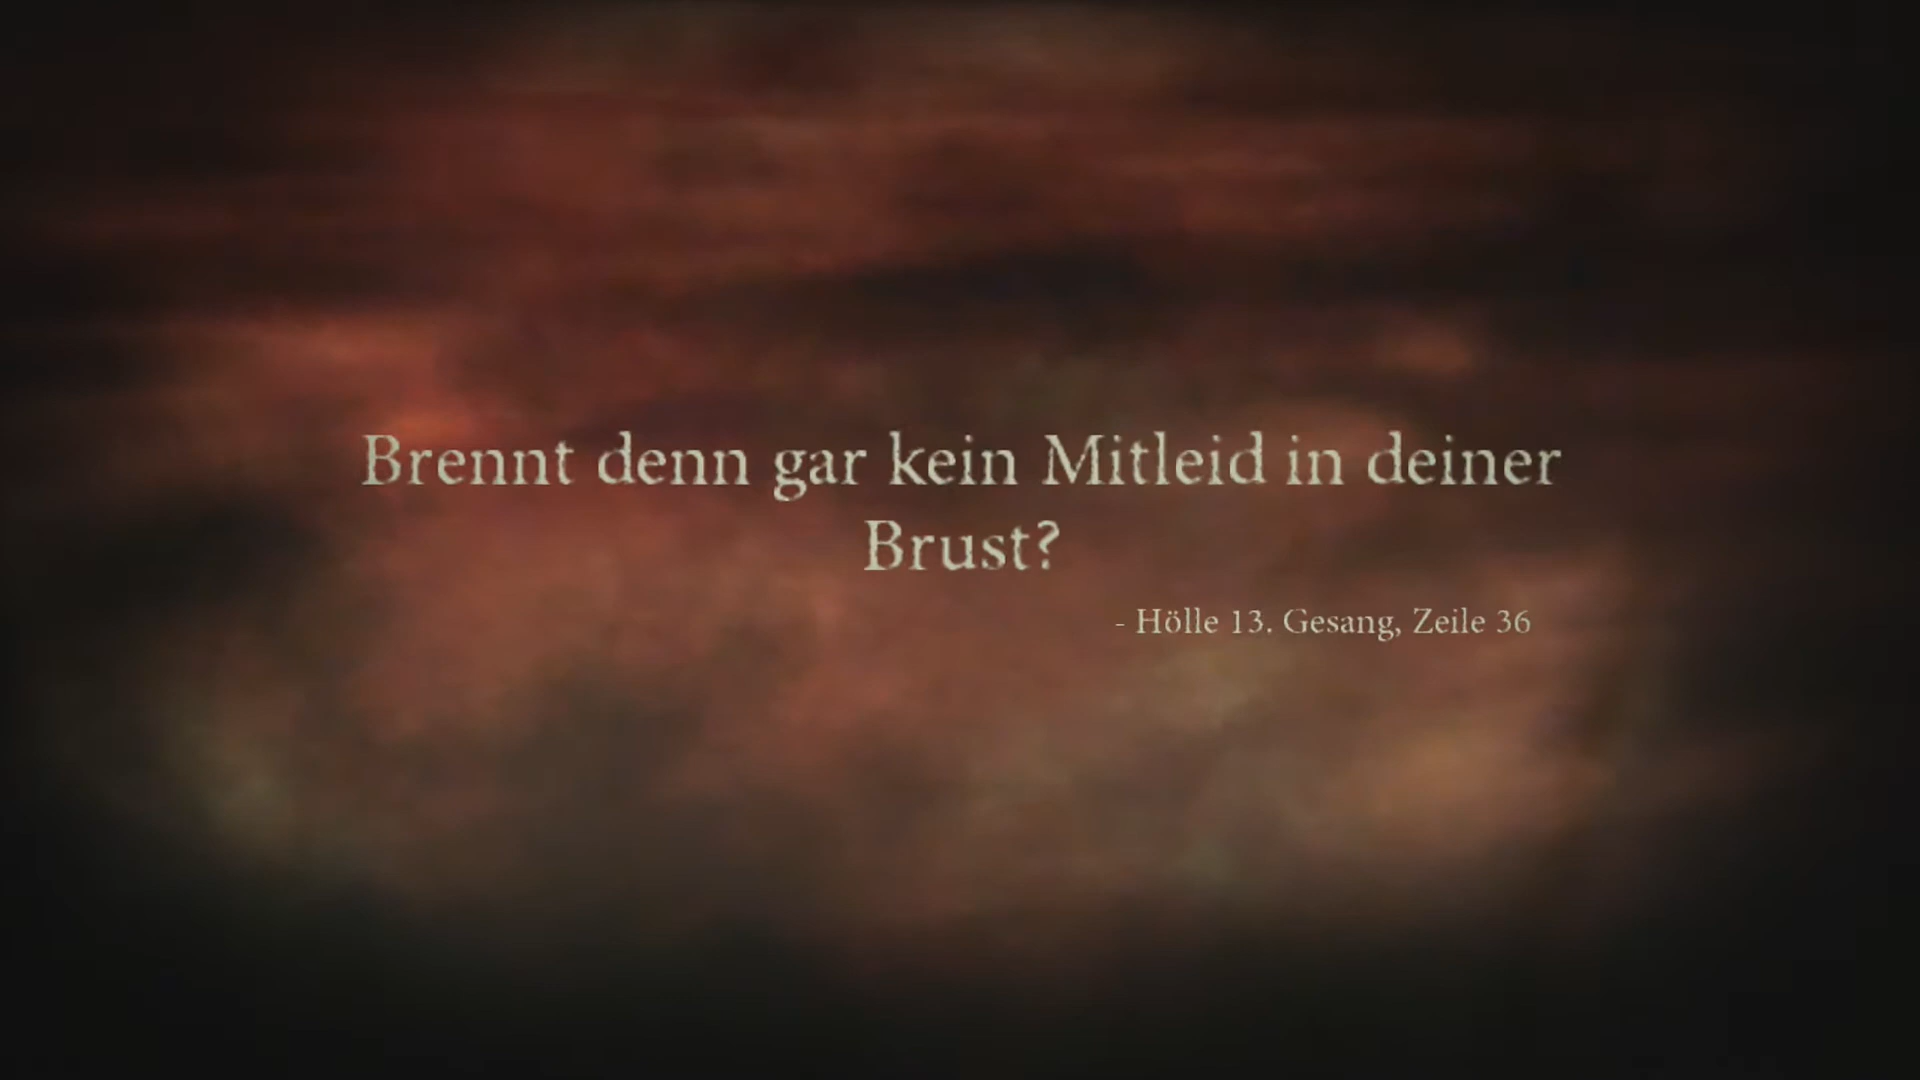 Brennt denn gar kein Mitleid in deiner
Brust?
- Hölle 13. Gesang, Zeile 36